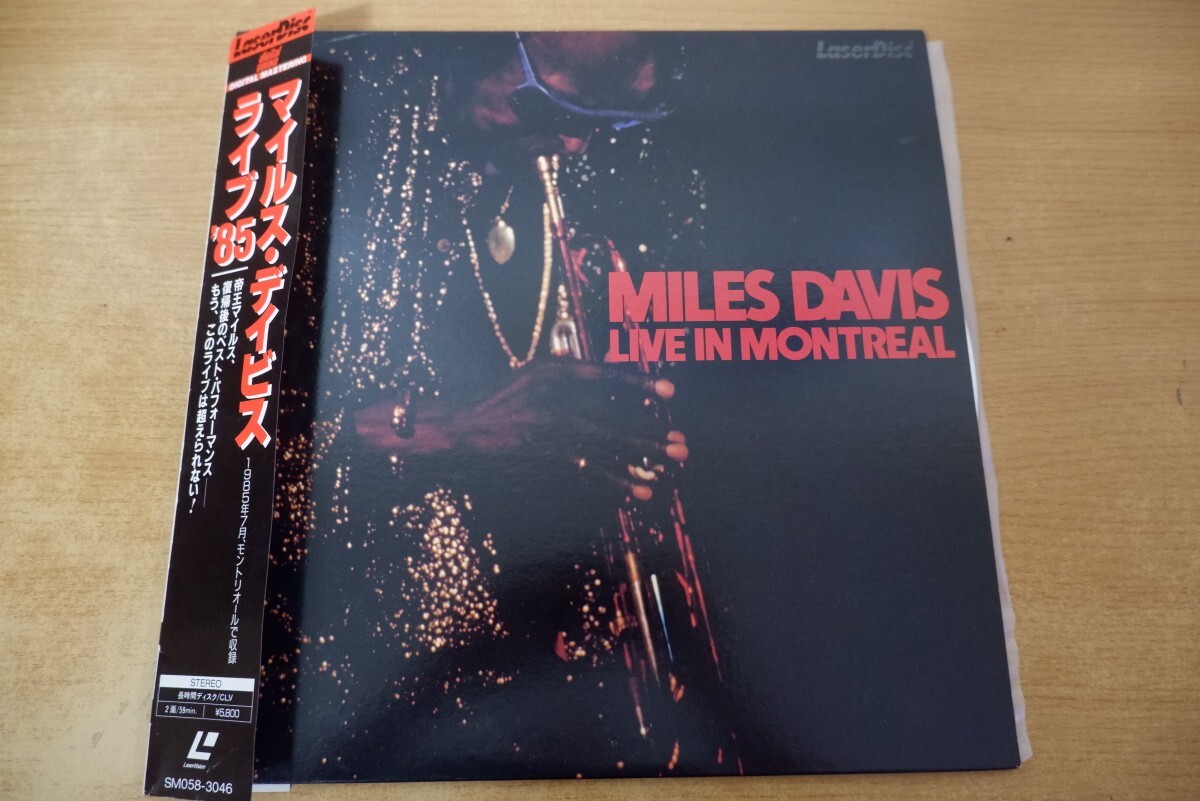 LaserDisc
DIGITAL MASTERING
マイルス・デイビス
ライブ'85
帝王マイルス、
復帰後のベスト・パフォーマンス——
もう、このライブは超えられない!
1985年7月、モントリオールで収録
STEREO
長時間ディスク/CLV
2面/59min. ¥5,800
LaserVision
SM058-3046
LaserDisc
MILES DAVIS
LIVE IN MONTREAL